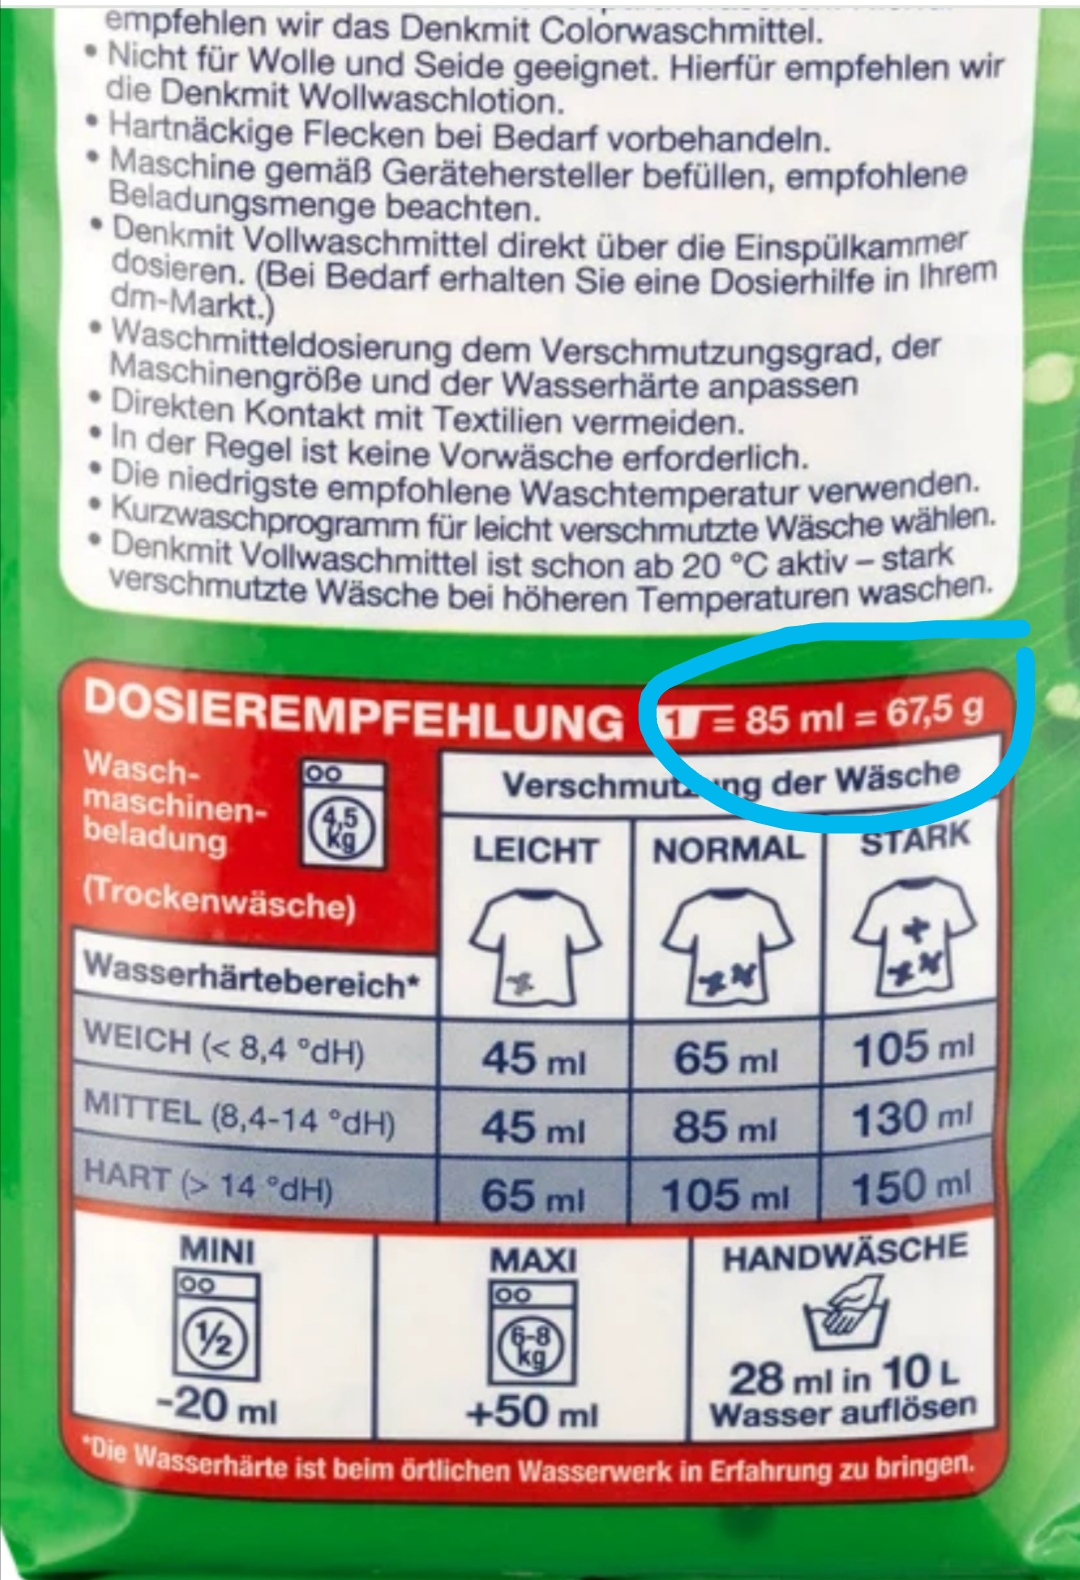 empfehlen wir das Denkmit Colorwaschmittel.
• Nicht für Wolle und Seide geeignet. Hierfür empfehlen wir
die Denkmit Wollwaschlotion.
• Hartnäckige Flecken bei Bedarf vorbehandeln.
• Maschine gemäß Gerätehersteller befüllen, empfohlene
Beladungsmenge beachten.
• Denkmit Vollwaschmittel direkt über die Einspülkammer
dosieren. (Bei Bedarf erhalten Sie eine Dosierhilfe in Ihrem
dm-Markt.)
• Waschmitteldosierung dem Verschmutzungsgrad, der
Maschinengröße und der Wasserhärte anpassen
• Direkten Kontakt mit Textilien vermeiden.
• In der Regel ist keine Vorwäsche erforderlich.
• Die niedrigste empfohlene Waschtemperatur verwenden.
• Kurzwaschprogramm für leicht verschmutzte Wäsche wählen.
• Denkmit Vollwaschmittel ist schon ab 20 °C aktiv – stark
verschmutzte Wäsche bei höheren Temperaturen waschen.
DOSIEREMPFEHLUNG 1 = 85 ml = 67,5 g
Wasch-
maschinen-
beladung
(Trockenwäsche)
4,5
kg
Verschmutzung der Wäsche
LEICHT NORMAL STARK
Wasserhärtebereich*
WEICH (< 8,4 °dH) 45 ml 65 ml 105 ml
MITTEL (8,4-14 °dH) 45 ml 85 ml 130 ml
HART (> 14 °dH) 65 ml 105 ml 150 ml
MINI
½
-20 ml
MAXI
6-8
kg
+50 ml
HANDWÄSCHE
28 ml in 10 L
Wasser auflösen
*Die Wasserhärte ist beim örtlichen Wasserwerk in Erfahrung zu bringen.